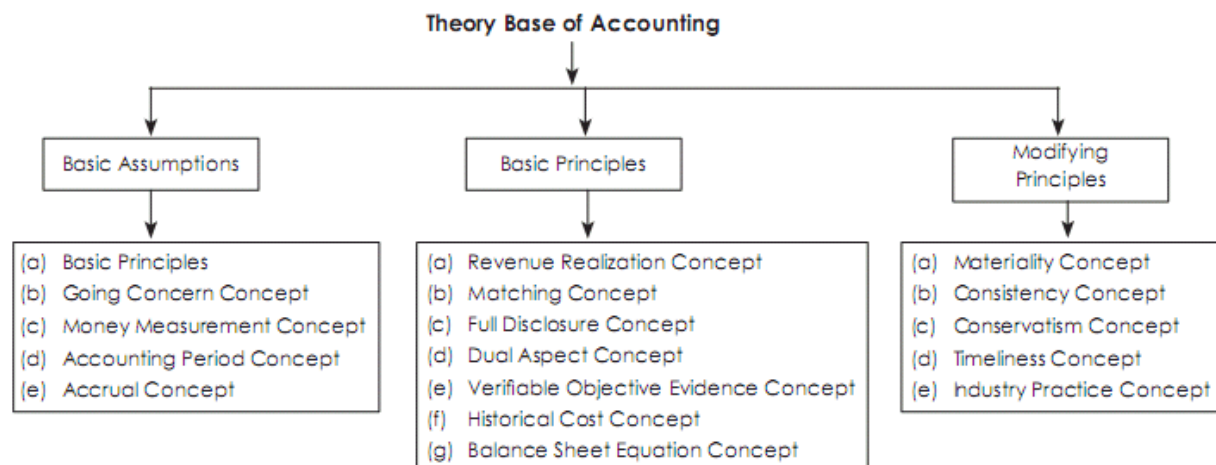 Theory Base of Accounting
Basic Assumptions
Basic Principles
Modifying
Principles
(a) Basic Principles
(b) Going Concern Concept
(c) Money Measurement Concept
(d) Accounting Period Concept
(e) Accrual Concept
(a) Revenue Realization Concept
(b) Matching Concept
(c) Full Disclosure Concept
(d) Dual Aspect Concept
(e) Verifiable Objective Evidence Concept
(f) Historical Cost Concept
(g) Balance Sheet Equation Concept
(a) Materiality Concept
(b) Consistency Concept
(c) Conservatism Concept
(d) Timeliness Concept
(e) Industry Practice Concept